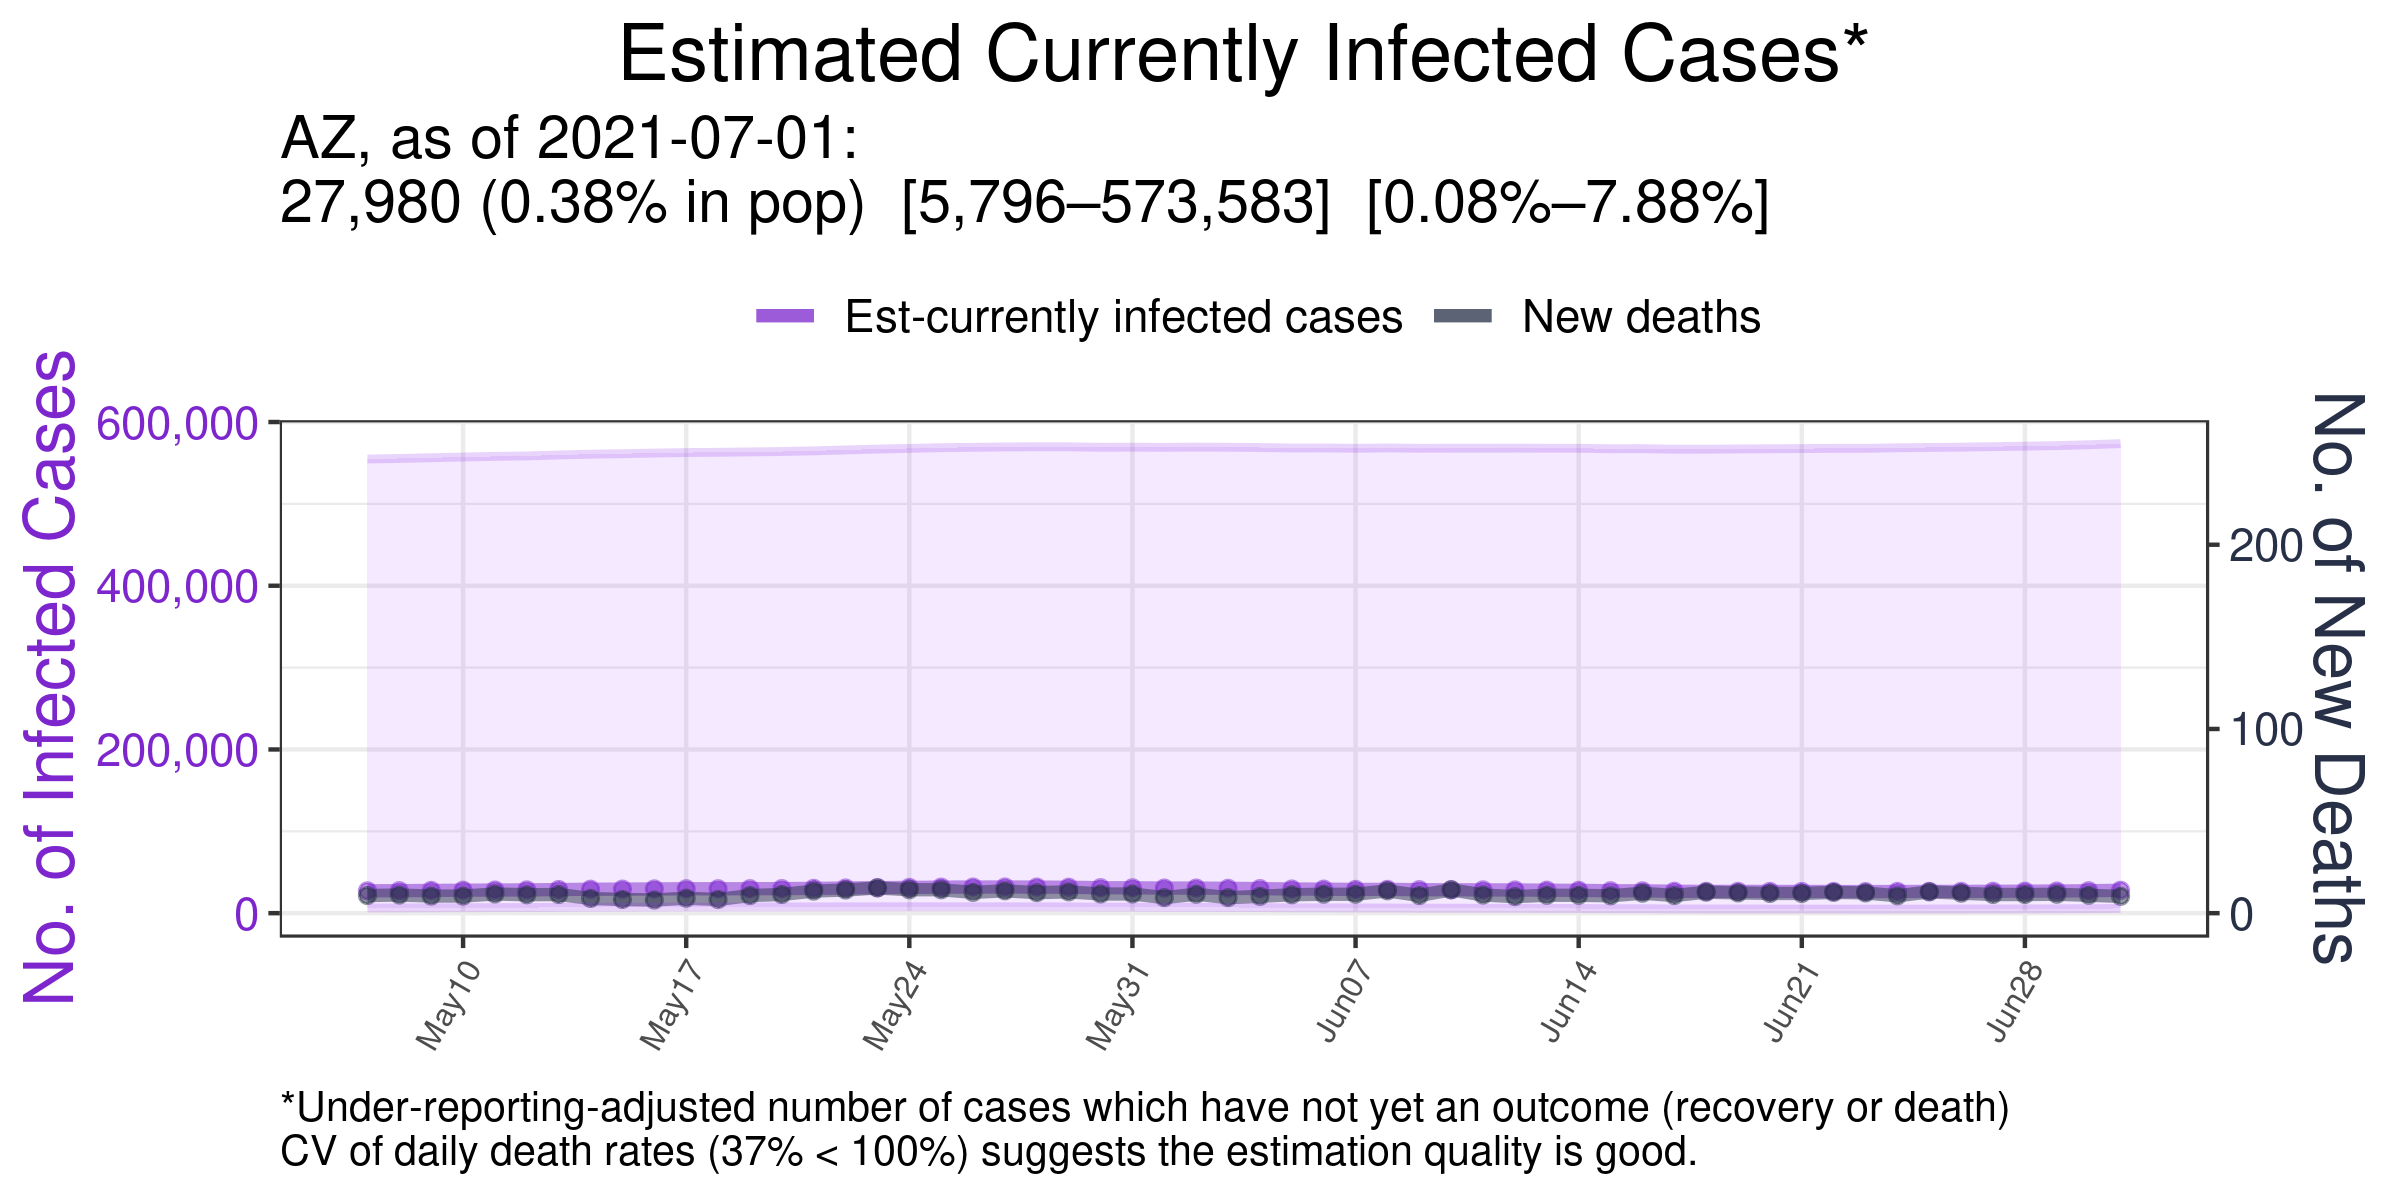 Estimated Currently Infected Cases*
AZ, as of 2021-07-01:
27,980 (0.38% in pop)  [5,796–573,583]  [0.08%–7.88%]
Est-currently infected cases
New deaths
No. of Infected Cases
600,000
400,000
200,000
0
200
100
0
No. of New Deaths
May10
May17
May24
May31
Jun07
Jun14
Jun21
Jun28
*Under-reporting-adjusted number of cases which have not yet an outcome (recovery or death)
CV of daily death rates (37% < 100%) suggests the estimation quality is good.